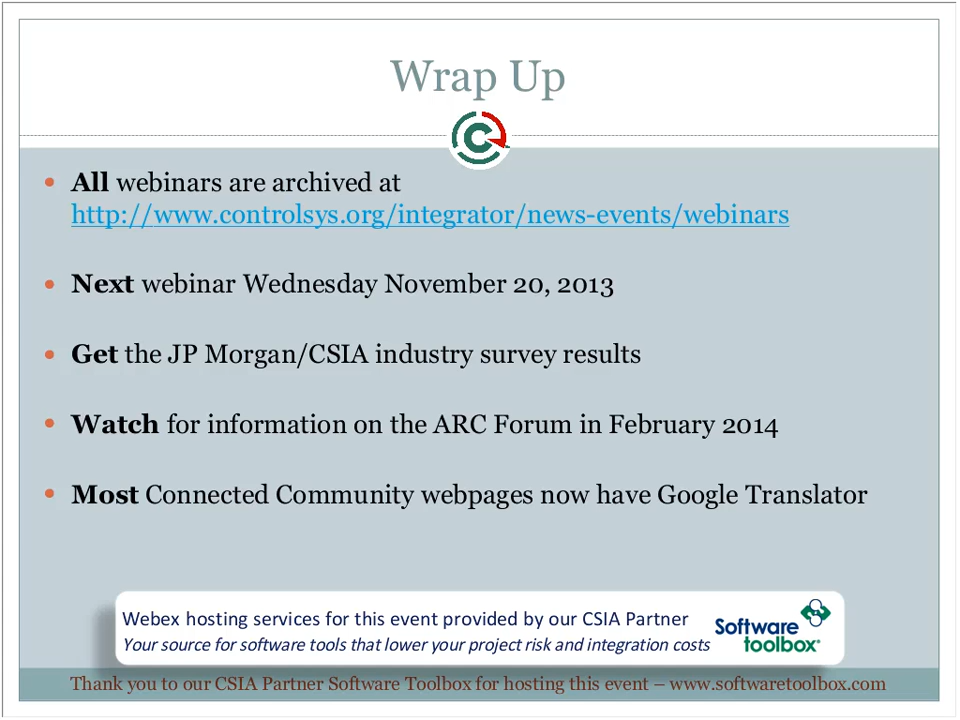 Wrap Up
All webinars are archived at
http://www.controlsys.org/integrator/news-events/webinars
Next webinar Wednesday November 20, 2013
Get the JP Morgan/CSIA industry survey results
Watch for information on the ARC Forum in February 2014
Most Connected Community webpages now have Google Translator
Webex hosting services for this event provided by our CSIA Partner
Your source for software tools that lower your project risk and integration costs
Software
toolbox®
Thank you to our CSIA Partner Software Toolbox for hosting this event – www.softwaretoolbox.com